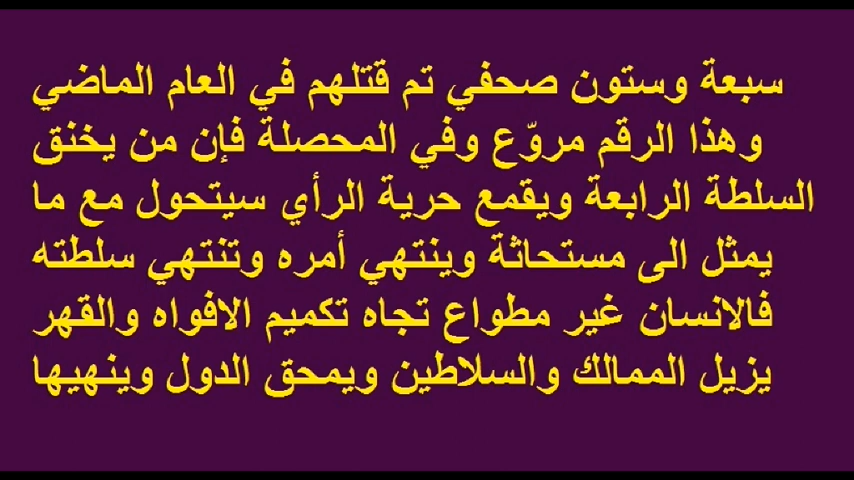 سبعة وستون صحفي تم قتلهم في العام الماضي
وهذا الرقم مروّع وفي المحصلة فإن من يخنق
السلطة الرابعة ويقمع حرية الرأي سيتحول مع ما
يمثل الى مستحاثة وينتهي أمره وتنتهي سلطته
فالانسان غير مطواع تجاه تكميم الافواه والقهر
يزيل الممالك والسلاطين ويمحق الدول وينهيها